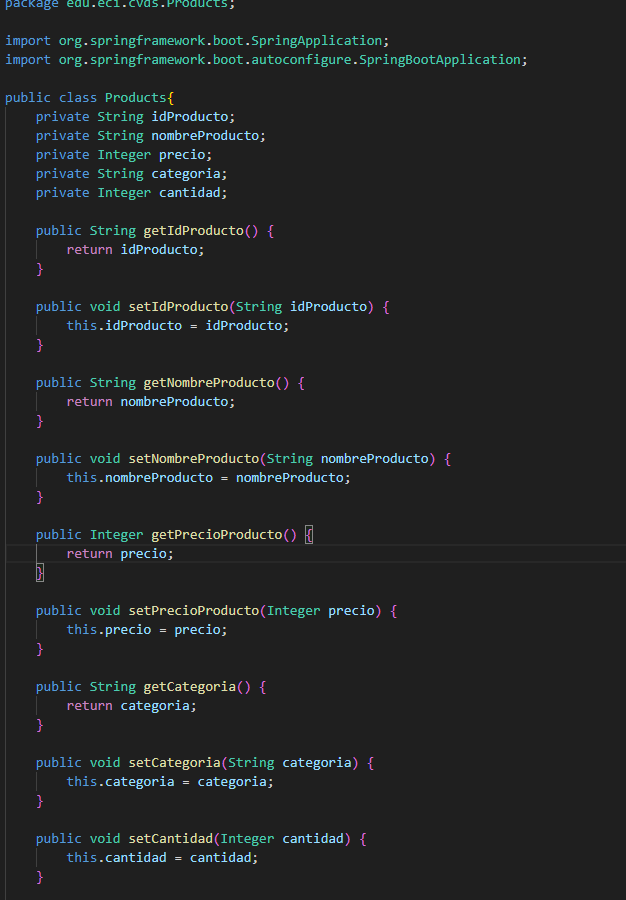 package edu.eci.cvds.Products;
import org.springframework.boot.SpringApplication;
import org.springframework.boot.autoconfigure.SpringBootApplication;
public class Products{
    private String idProducto;
    private String nombreProducto;
    private Integer precio;
    private String categoria;
    private Integer cantidad;
    public String getIdProducto() {
        return idProducto;
    }
    public void setIdProducto(String idProducto) {
        this.idProducto = idProducto;
    }
    public String getNombreProducto() {
        return nombreProducto;
    }
    public void setNombreProducto(String nombreProducto) {
        this.nombreProducto = nombreProducto;
    }
    public Integer getPrecioProducto() {
        return precio;
    }
    public void setPrecioProducto(Integer precio) {
        this.precio = precio;
    }
    public String getCategoria() {
        return categoria;
    }
    public void setCategoria(String categoria) {
        this.categoria = categoria;
    }
    public void setCantidad(Integer cantidad) {
        this.cantidad = cantidad;
    }